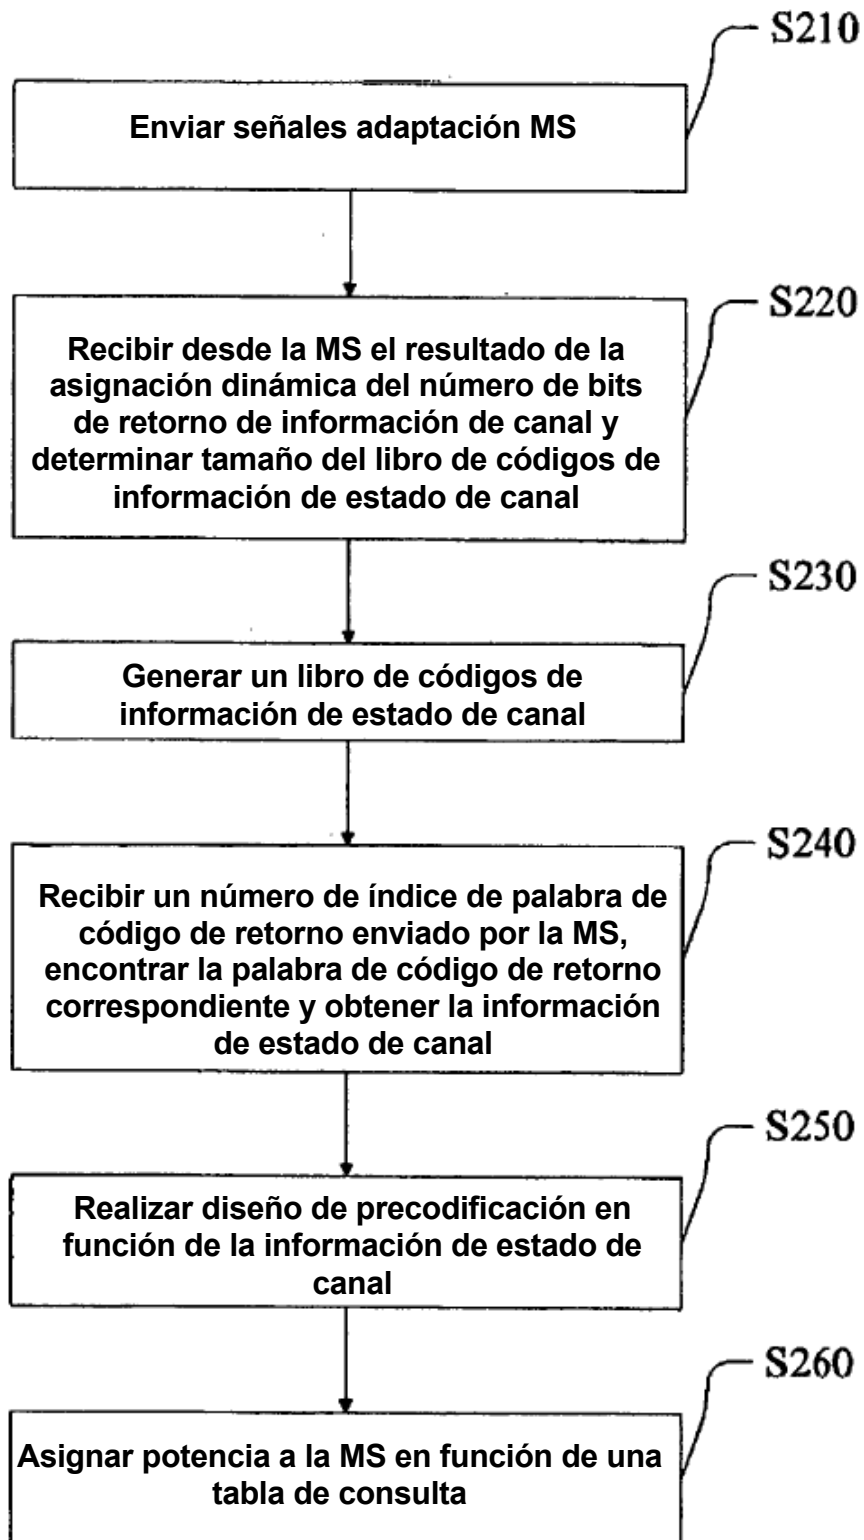 S210
Enviar señales adaptación MS
S220
Recibir desde la MS el resultado de la
asignación dinámica del número de bits
de retorno de información de canal y
determinar tamaño del libro de códigos de
información de estado de canal
S230
Generar un libro de códigos de
información de estado de canal
S240
Recibir un número de índice de palabra de
código de retorno enviado por la MS,
encontrar la palabra de código de retorno
correspondiente y obtener la información
de estado de canal
S250
Realizar diseño de precodificación en
función de la información de estado de
canal
S260
Asignar potencia a la MS en función de una
tabla de consulta